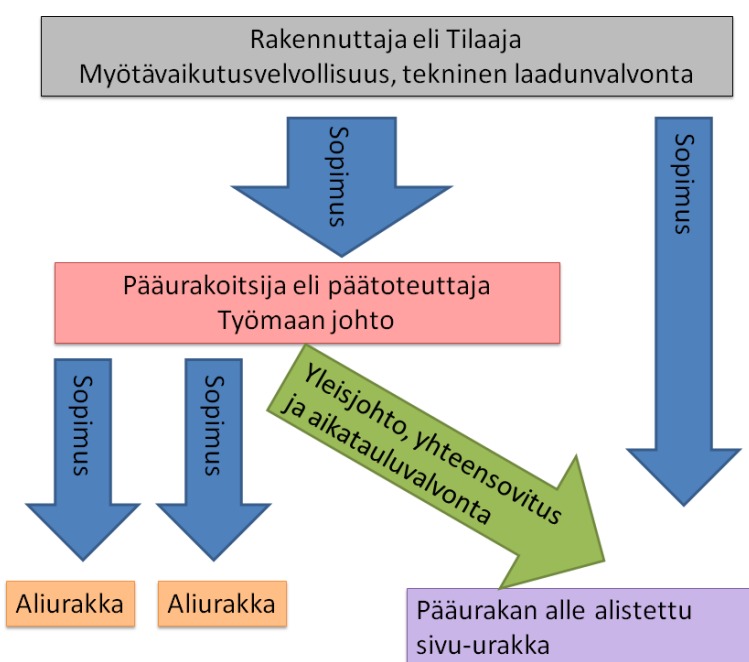 Rakennuttaja eli Tilaaja
Myötävaikutusvelvollisuus, tekninen laadunvalvonta
Sopimus
Sopimus
Pääurakoitsija eli päätoteuttaja
Työmaan johto
Sopimus
Sopimus
Yleisjohto, yhteensovitus
ja aikatauluvalvonta
Aliurakka
Aliurakka
Pääurakan alle alistettu
sivu-urakka